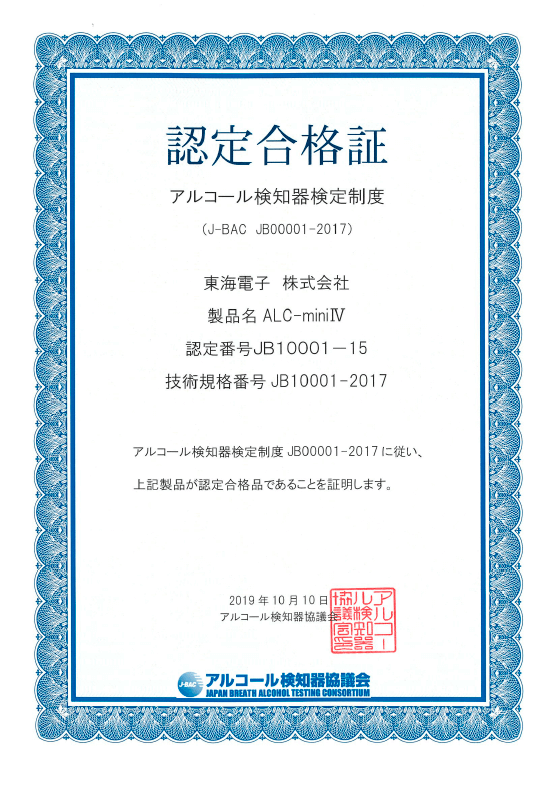 認定合格証
アルコール検知器検定制度
（J-BAC JB00001-2017）
東海電子　株式会社
製品名 ALC-miniⅣ
認定番号JB10001－15
技術規格番号 JB10001-2017
アルコール検知器検定制度 JB00001-2017 に従い、
上記製品が認定合格品であることを証明します。
2019 年 10 月 10 日
アルコール検知器協議会
アルコー
ル検知器
協議会印
J-BAC アルコール検知器協議会
JAPAN BREATH ALCOHOL TESTING CONSORTIUM